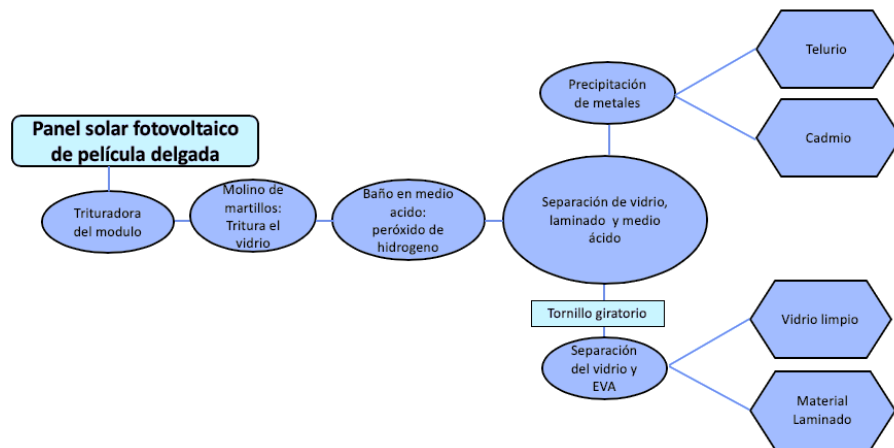 Panel solar fotovoltaico
de película delgada
Trituradora
del modulo
Molino de
martillos:
Tritura el
vidrio
Baño en medio
acido:
peróxido de
hidrogeno
Separación de vidrio,
laminado y medio
ácido
Precipitación
de metales
Telurio
Cadmio
Tornillo giratorio
Separación
del vidrio y
EVA
Vidrio limpio
Material
Laminado